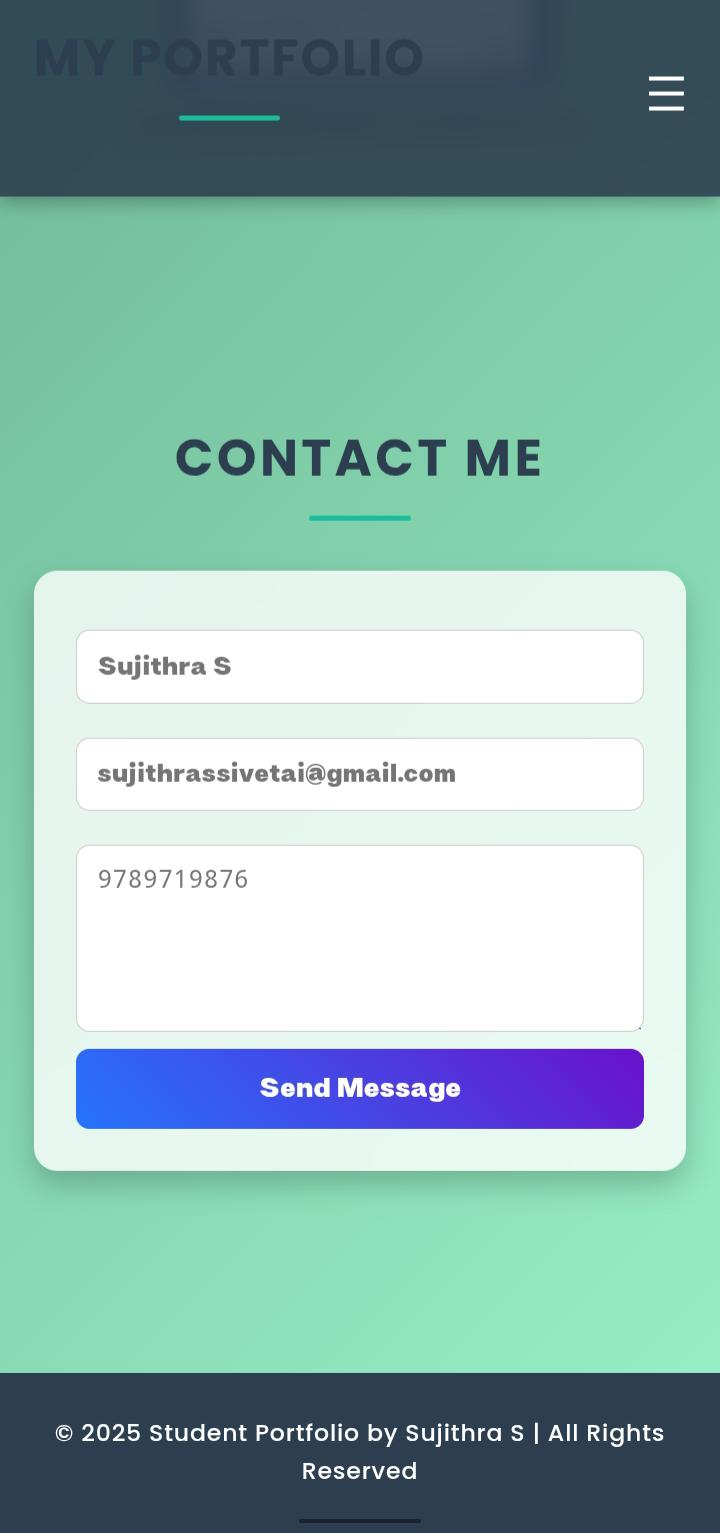 MY PORTFOLIO
CONTACT ME
Sujithra S
sujithrassivetai@gmail.com
9789719876
Send Message
© 2025 Student Portfolio by Sujithra S | All Rights
Reserved